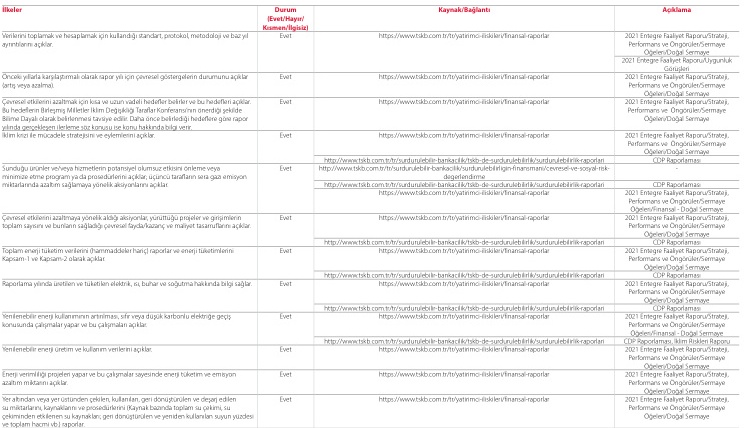 İlkeler
Durum
(Evet/Hayır/
Kısmen/İlgisiz)
Kaynak/Bağlantı
Açıklama
Verilerini toplamak ve hesaplamak için kullandığı standart, protokol, metodoloji ve baz yıl
ayrıntılarını açıklar.
Evet
https://www.tskb.com.tr/tr/yatirimci-iliskileri/finansal-raporlar
2021 Entegre Faaliyet Raporu/Strateji,
Performans ve Öngörüler/Sermaye
Öğeleri/Doğal Sermaye
2021 Entegre Faaliyet Raporu/Uygunluk
Görüşleri
Önceki yıllarla karşılaştırmalı olarak rapor yılı için çevresel göstergelerin durumunu açıklar
(artış veya azalma).
Evet
https://www.tskb.com.tr/tr/yatirimci-iliskileri/finansal-raporlar
2021 Entegre Faaliyet Raporu/Strateji,
Performans ve Öngörüler/Sermaye
Öğeleri/Doğal Sermaye
Çevresel etkilerini azaltmak için kısa ve uzun vadeli hedefler belirler ve bu hedefleri açıklar.
Bu hedeflerin Birleşmiş Milletler İklim Değişikliği Taraflar Konferansı'nın önerdiği şekilde
Bilime Dayalı olarak belirlenmesi tavsiye edilir. Daha önce belirlediği hedeflere göre rapor
yılında gerçekleşen ilerleme söz konusu ise konu hakkında bilgi verir.
Evet
https://www.tskb.com.tr/tr/yatirimci-iliskileri/finansal-raporlar
2021 Entegre Faaliyet Raporu/Strateji,
Performans ve Öngörüler/Sermaye
Öğeleri/Doğal Sermaye
İklim krizi ile mücadele stratejisini ve eylemlerini açıklar.
Evet
https://www.tskb.com.tr/tr/yatirimci-iliskileri/finansal-raporlar
2021 Entegre Faaliyet Raporu/Strateji,
Performans ve Öngörüler/Sermaye
Öğeleri/Doğal Sermaye
http://www.tskb.com.tr/tr/surdurulebilir-bankacilik/tskb-de-surdurulebilirlik/surdurulebilirlik-raporlari
CDP Raporlaması
Sunduğu ürünler ve/veya hizmetlerin potansiyel olumsuz etkisini önleme veya
minimize etme program ya da prosedürlerini açıklar; üçüncü tarafların sera gazı emisyon
miktarlarında azaltım sağlamaya yönelik aksiyonlarını açıklar.
Evet
http://www.tskb.com.tr/tr/surdurulebilir-bankacilik/surdurulebilirligin-finansmani/cevresel-ve-sosyal-risk-
degerlendirme
-
http://www.tskb.com.tr/tr/surdurulebilir-bankacilik/tskb-de-surdurulebilirlik/surdurulebilirlik-raporlari
CDP Raporlaması
https://www.tskb.com.tr/tr/yatirimci-iliskileri/finansal-raporlar
2021 Entegre Faaliyet Raporu/Strateji,
Performans ve Öngörüler/Sermaye
Öğeleri/Finansal - Doğal Sermaye
Çevresel etkilerini azaltmaya yönelik aldığı aksiyonlar, yürüttüğü projeler ve girişimlerin
toplam sayısını ve bunların sağladığı çevresel fayda/kazanç ve maliyet tasarruflarını açıklar.
Evet
https://www.tskb.com.tr/tr/yatirimci-iliskileri/finansal-raporlar
2021 Entegre Faaliyet Raporu/Strateji,
Performans ve Öngörüler/Sermaye
Öğeleri/Doğal Sermaye
http://www.tskb.com.tr/tr/surdurulebilir-bankacilik/tskb-de-surdurulebilirlik/surdurulebilirlik-raporlari
CDP Raporlaması
Toplam enerji tüketim verilerini (hammaddeler hariç) raporlar ve enerji tüketimlerini
Kapsam-1 ve Kapsam-2 olarak açıklar.
Evet
https://www.tskb.com.tr/tr/yatirimci-iliskileri/finansal-raporlar
2021 Entegre Faaliyet Raporu/Strateji,
Performans ve Öngörüler/Sermaye
Öğeleri/Doğal Sermaye
http://www.tskb.com.tr/tr/surdurulebilir-bankacilik/tskb-de-surdurulebilirlik/surdurulebilirlik-raporlari
CDP Raporlaması
Raporlama yılında üretilen ve tüketilen elektrik, ısı, buhar ve soğutma hakkında bilgi sağlar.
Evet
https://www.tskb.com.tr/tr/yatirimci-iliskileri/finansal-raporlar
2021 Entegre Faaliyet Raporu/Strateji,
Performans ve Öngörüler/Sermaye
Öğeleri/Doğal Sermaye
http://www.tskb.com.tr/tr/surdurulebilir-bankacilik/tskb-de-surdurulebilirlik/surdurulebilirlik-raporlari
CDP Raporlaması
Yenilenebilir enerji kullanımının artırılması, sıfır veya düşük karbonlu elektriğe geçiş
konusunda çalışmalar yapar ve bu çalışmaları açıklar.
Evet
https://www.tskb.com.tr/tr/yatirimci-iliskileri/finansal-raporlar
2021 Entegre Faaliyet Raporu/Strateji,
Performans ve Öngörüler/Sermaye
Öğeleri/Finansal - Doğal Sermaye
http://www.tskb.com.tr/tr/surdurulebilir-bankacilik/tskb-de-surdurulebilirlik/surdurulebilirlik-raporlari
CDP Raporlaması, İklim Riskleri Raporu
Yenilenebilir enerji üretim ve kullanım verilerini açıklar.
Evet
https://www.tskb.com.tr/tr/yatirimci-iliskileri/finansal-raporlar
2021 Entegre Faaliyet Raporu/Strateji,
Performans ve Öngörüler/Sermaye
Öğeleri/Doğal Sermaye
Enerji verimliliği projeleri yapar ve bu çalışmalar sayesinde enerji tüketim ve emisyon
azaltım miktarını açıklar.
Evet
https://www.tskb.com.tr/tr/yatirimci-iliskileri/finansal-raporlar
2021 Entegre Faaliyet Raporu/Strateji,
Performans ve Öngörüler/Sermaye
Öğeleri/Doğal Sermaye
Yer altından veya yer üstünden çekilen, kullanılan, geri dönüştürülen ve deşarj edilen
su miktarlarını, kaynaklarını ve prosedürlerini (Kaynak bazında toplam su çekimi, su
çekiminden etkilenen su kaynakları; geri dönüştürülen ve yeniden kullanılan suyun yüzdesi
ve toplam hacmi vb.) raporlar.
Evet
https://www.tskb.com.tr/tr/yatirimci-iliskileri/finansal-raporlar
2021 Entegre Faaliyet Raporu/Strateji,
Performans ve Öngörüler/Sermaye
Öğeleri/Doğal Sermaye